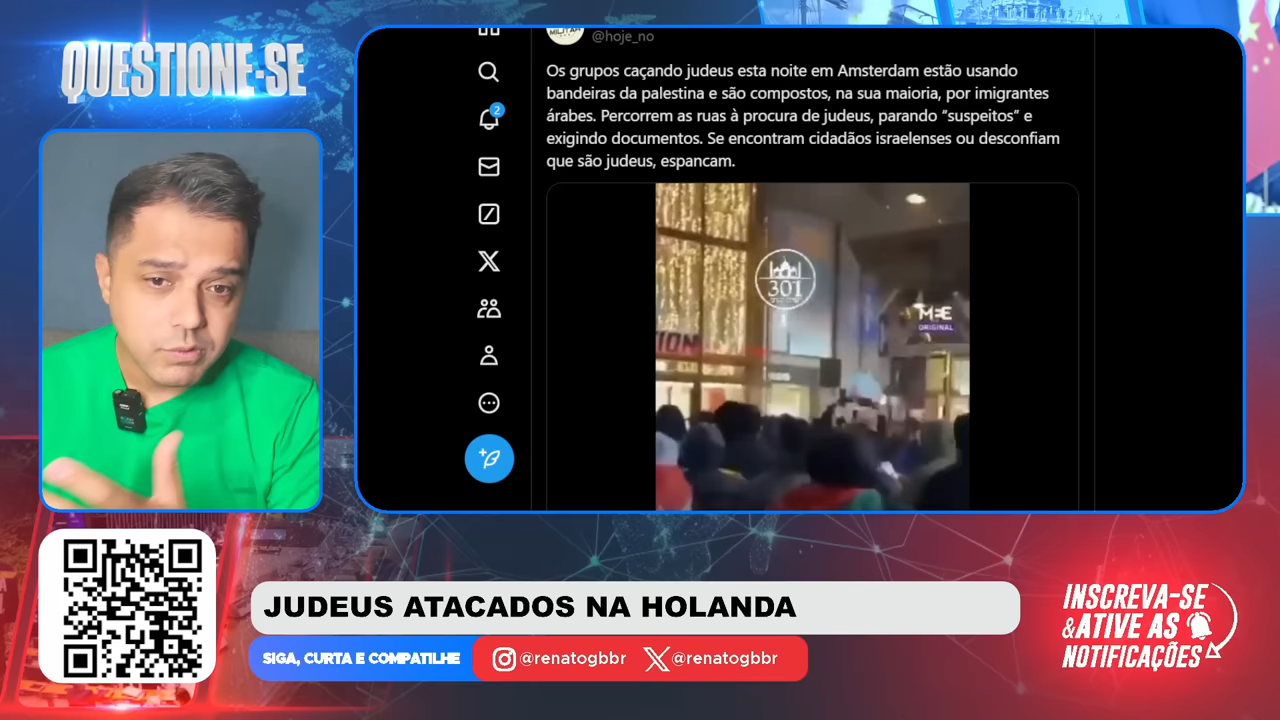 QUESTIONE-SE
@hoje_no
2
Os grupos caçando judeus esta noite em Amsterdam estão usando
bandeiras da palestina e são compostos, na sua maioria, por imigrantes
árabes. Percorrem as ruas à procura de judeus, parando “suspeitos” e
exigindo documentos. Se encontram cidadãos israelenses ou desconfiam
que são judeus, espancam.
301
ORIGINAL
JUDEUS ATACADOS NA HOLANDA
SIGA, CURTA E COMPATILHE
@renatogbbr
@renatogbbr
INSCREVA-SE
&ATIVE AS
NOTIFICAÇÕES